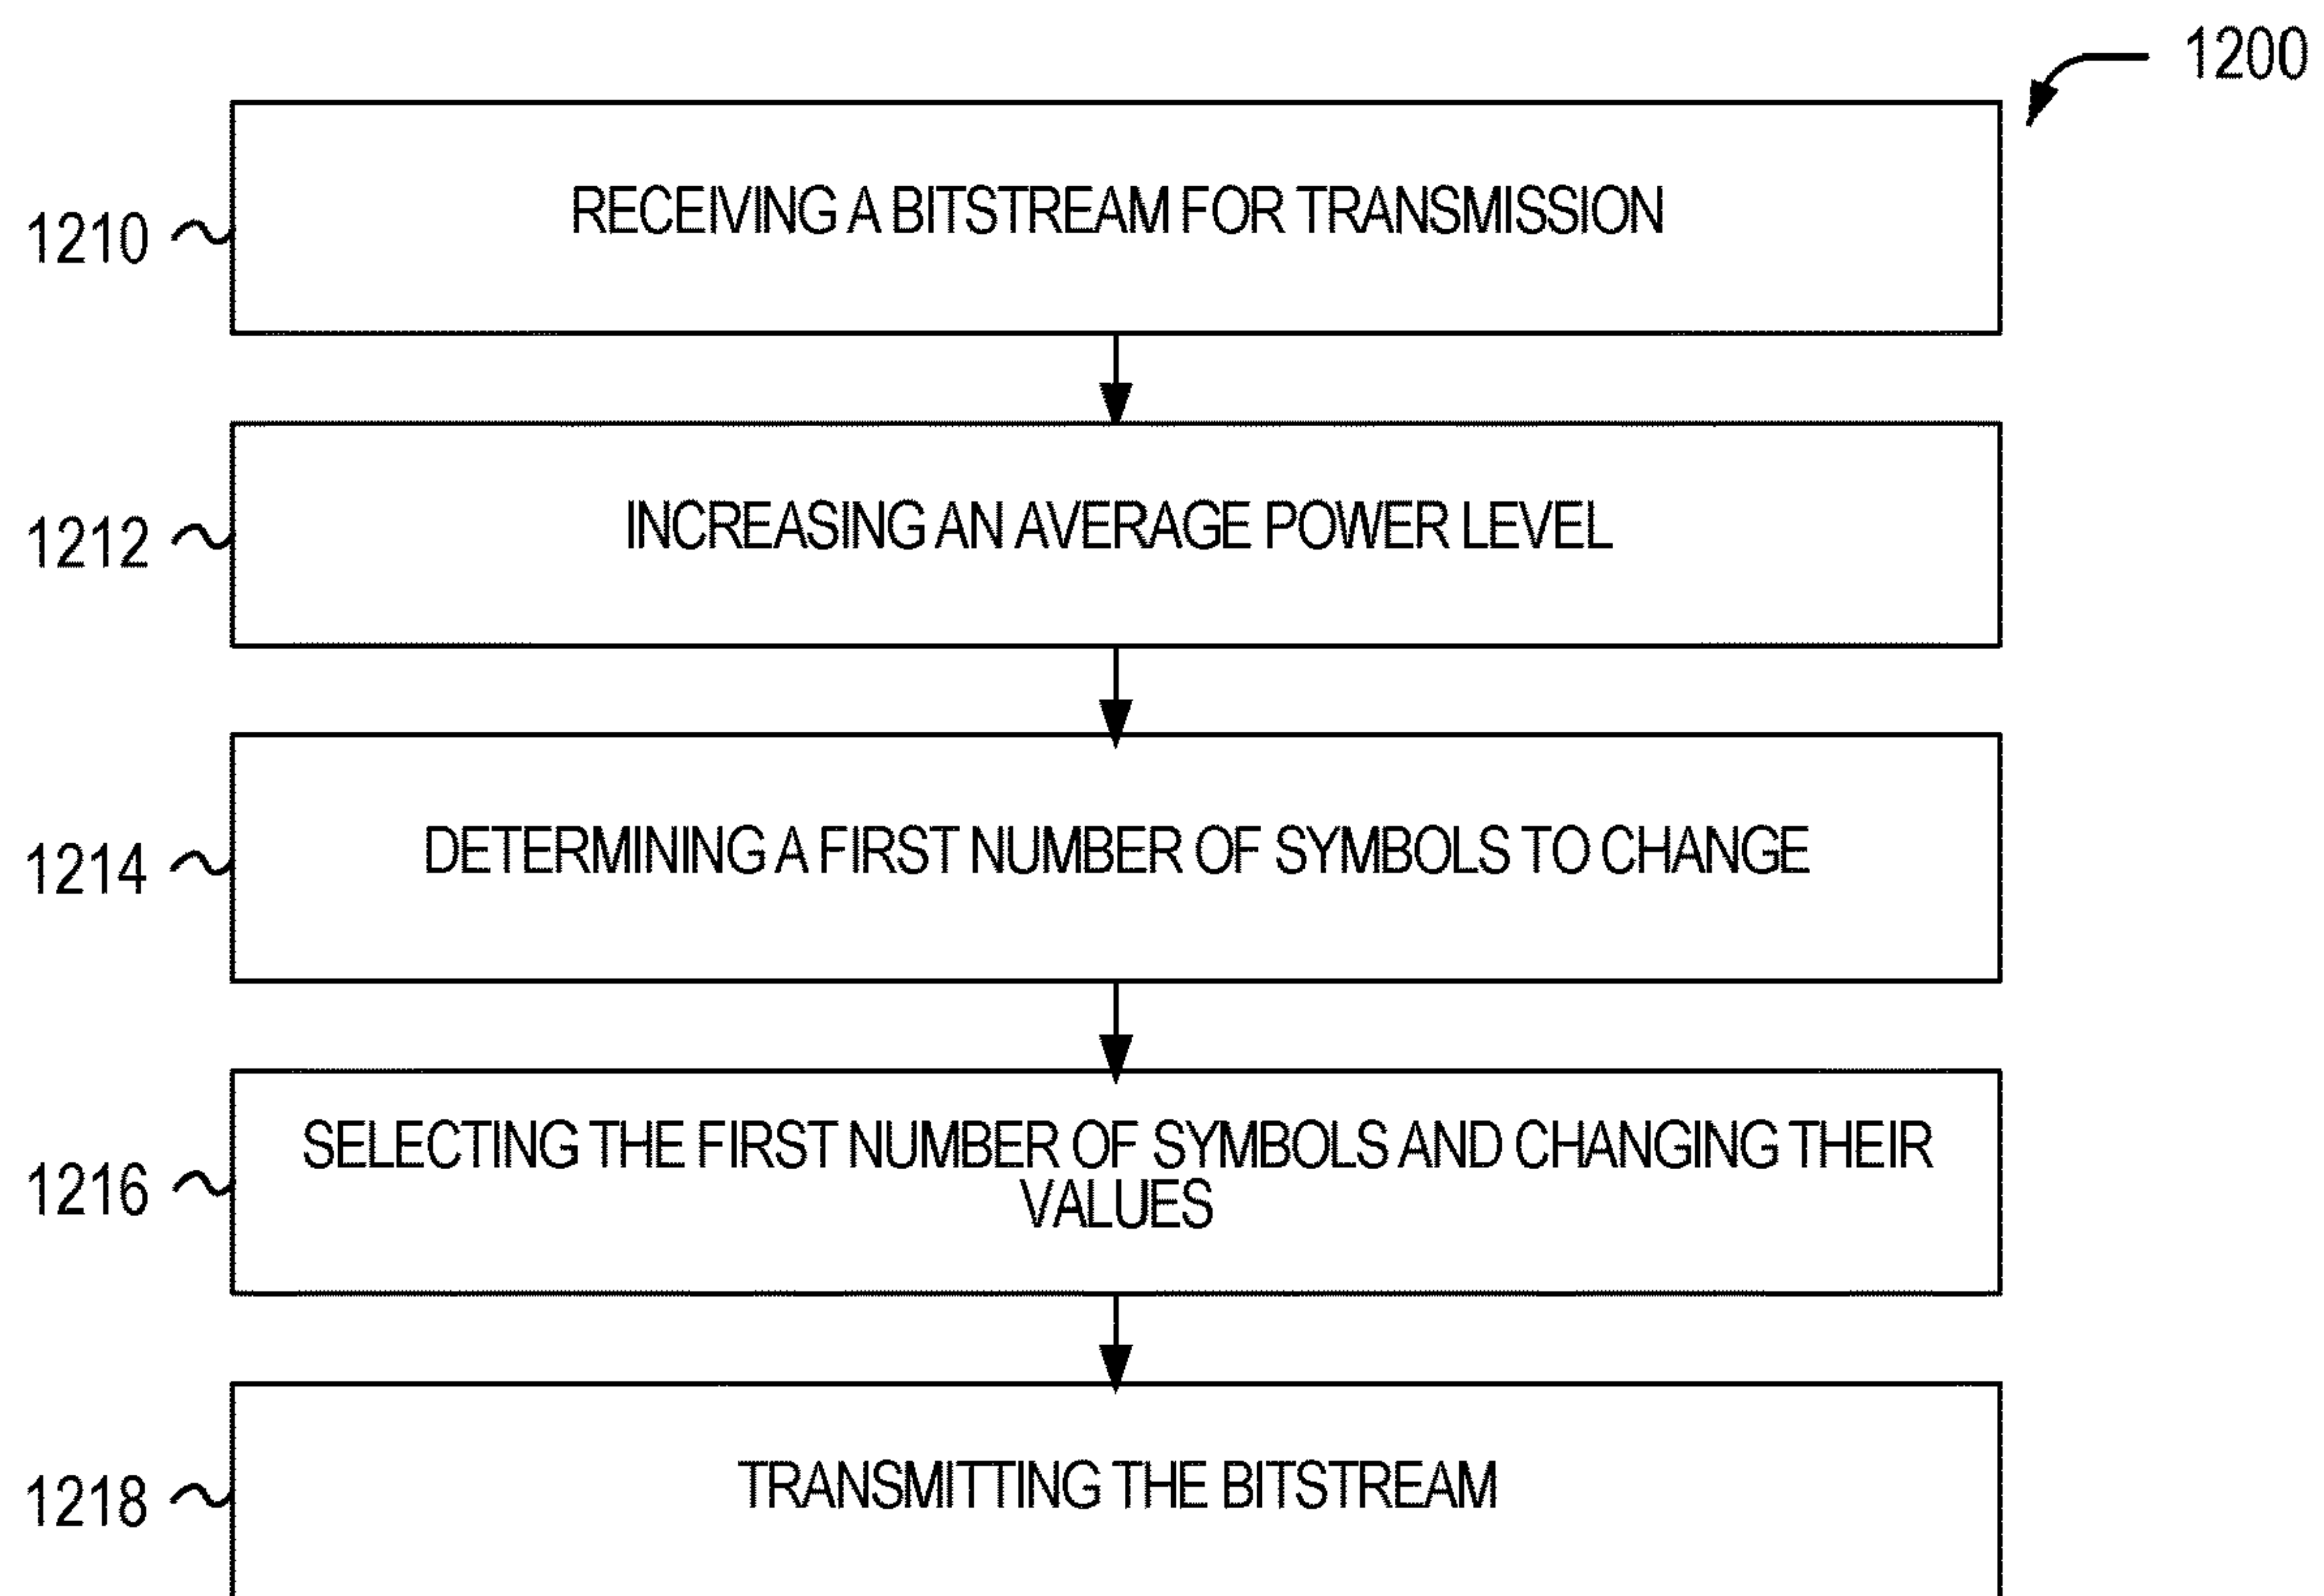 1200
1210
RECEIVING A BITSTREAM FOR TRANSMISSION
1212
INCREASING AN AVERAGE POWER LEVEL
1214
DETERMINING A FIRST NUMBER OF SYMBOLS TO CHANGE
1216
SELECTING THE FIRST NUMBER OF SYMBOLS AND CHANGING THEIR
VALUES
1218
TRANSMITTING THE BITSTREAM